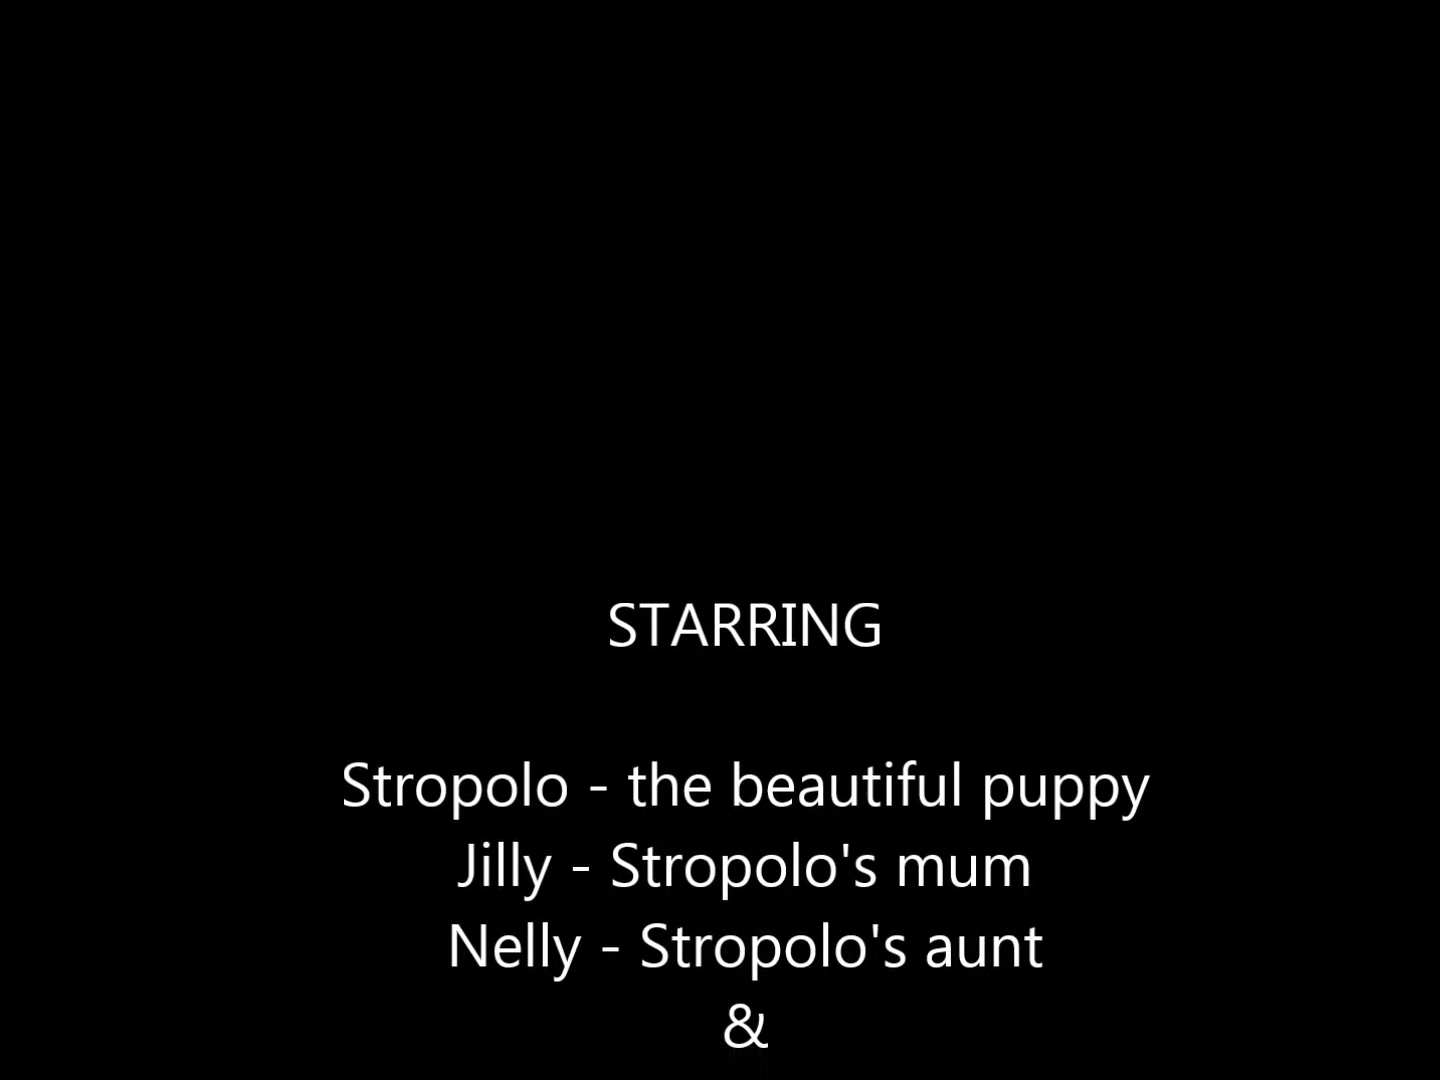 STARRING
Stropolo - the beautiful puppy
Jilly - Stropolo's mum
Nelly - Stropolo's aunt
&